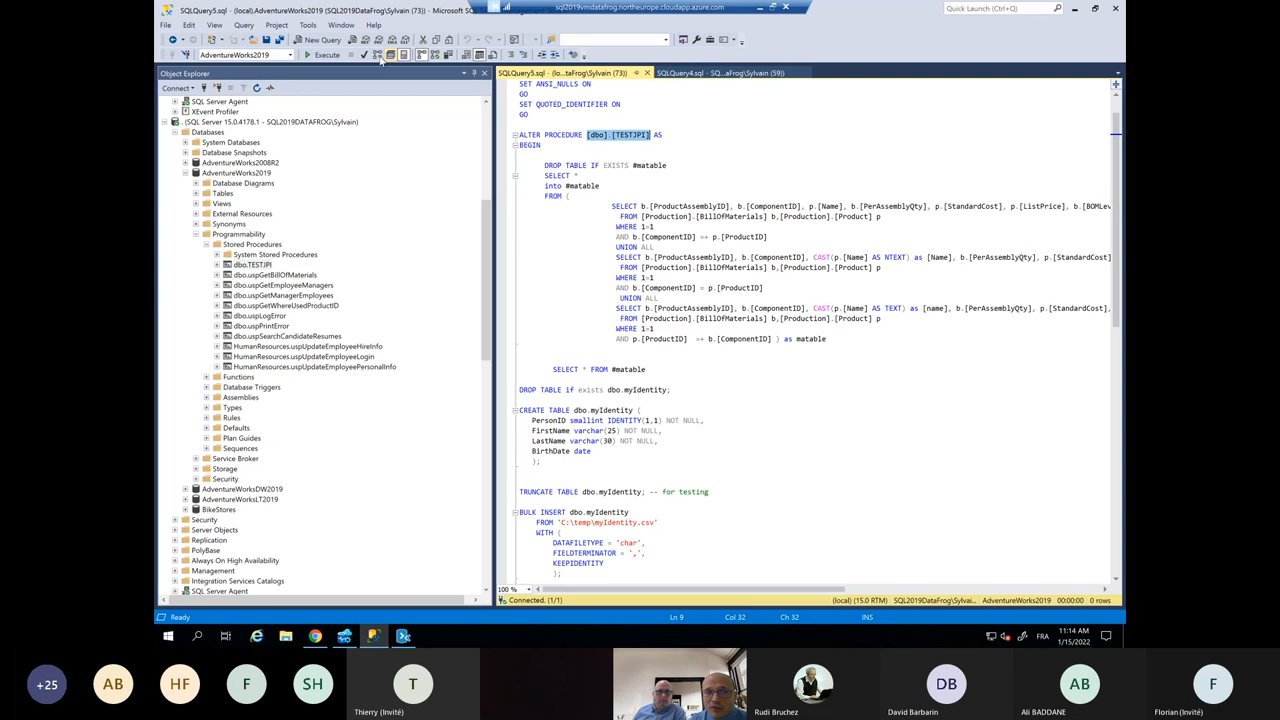 SQLQuery5.sql - (local).AdventureWorks2019 (SQL2019DataFrog\Sylvain (73)) - Microsoft
sql2019vmdatafrog.northeurope.cloudapp.azure.com
Quick Launch (Ctrl+Q)
File Edit View Query Project Tools Window Help
New Query
AdventureWorks2019
Execute
Object Explorer
Connect
SQL Server Agent
XEvent Profiler
. (SQL Server 15.0.4178.1 - SQL2019DATAFROG\Sylvain)
Databases
System Databases
Database Snapshots
AdventureWorks2008R2
AdventureWorks2019
Database Diagrams
Tables
Views
External Resources
Synonyms
Programmability
Stored Procedures
System Stored Procedures
dbo.TESTJPI
dbo.uspGetBillOfMaterials
dbo.uspGetEmployeeManagers
dbo.uspGetManagerEmployees
dbo.uspGetWhereUsedProductID
dbo.uspLogError
dbo.uspPrintError
dbo.uspSearchCandidateResumes
HumanResources.uspUpdateEmployeeHireInfo
HumanResources.uspUpdateEmployeeLogin
HumanResources.uspUpdateEmployeePersonalInfo
Functions
Database Triggers
Assemblies
Types
Rules
Defaults
Plan Guides
Sequences
Service Broker
Storage
Security
AdventureWorksDW2019
AdventureWorksLT2019
BikeStores
Security
Server Objects
Replication
PolyBase
Always On High Availability
Management
Integration Services Catalogs
SQL Server Agent
SQLQuery5.sql - (lo...taFrog\Sylvain (73))
SQLQuery4.sql - SQ...aFrog\Sylvain (59))
SET ANSI_NULLS ON
GO
SET QUOTED_IDENTIFIER ON
GO
ALTER PROCEDURE [dbo].[TESTJPI] AS
BEGIN
DROP TABLE IF EXISTS #matable
SELECT *
into #matable
FROM (
SELECT b.[ProductAssemblyID], b.[ComponentID], p.[Name], b.[PerAssemblyQty], p.[StandardCost], p.[ListPrice], b.[BOMLeve
FROM [Production].[BillOfMaterials] b,[Production].[Product] p
WHERE 1=1
AND b.[ComponentID] =+ p.[ProductID]
UNION ALL
SELECT b.[ProductAssemblyID], b.[ComponentID], CAST(p.[Name] AS NTEXT) as [Name], b.[PerAssemblyQty], p.[StandardCost],
FROM [Production].[BillOfMaterials] b,[Production].[Product] p
WHERE 1=1
AND b.[ComponentID] = p.[ProductID]
UNION ALL
SELECT b.[ProductAssemblyID], b.[ComponentID], CAST(p.[Name] AS TEXT) as [name], b.[PerAssemblyQty], p.[StandardCost],
FROM [Production].[BillOfMaterials] b,[Production].[Product] p
WHERE 1=1
AND p.[ProductID] =+ b.[ComponentID] ) as matable
SELECT * FROM #matable
DROP TABLE if exists dbo.myIdentity;
CREATE TABLE dbo.myIdentity (
PersonID smallint IDENTITY(1,1) NOT NULL,
FirstName varchar(25) NOT NULL,
LastName varchar(30) NOT NULL,
BirthDate date
);
TRUNCATE TABLE dbo.myIdentity; -- for testing
BULK INSERT dbo.myIdentity
FROM 'C:\temp\myIdentity.csv'
WITH (
DATAFILETYPE = 'char',
FIELDTERMINATOR = ',',
KEEPIDENTITY
);
100 %
Connected. (1/1)
(local) (15.0 RTM)
SQL2019DataFrog\Sylvai...
AdventureWorks2019
00:00:00
0 rows
Ready
Ln 9
Col 32
Ch 32
INS
FRA
11:14 AM
1/15/2022
+25
AB
HF
F
SH
T
Thierry (Invité)
Rudi Bruchez
DB
David Barbarin
AB
Ali BADDANE
F
Florian (Invité)